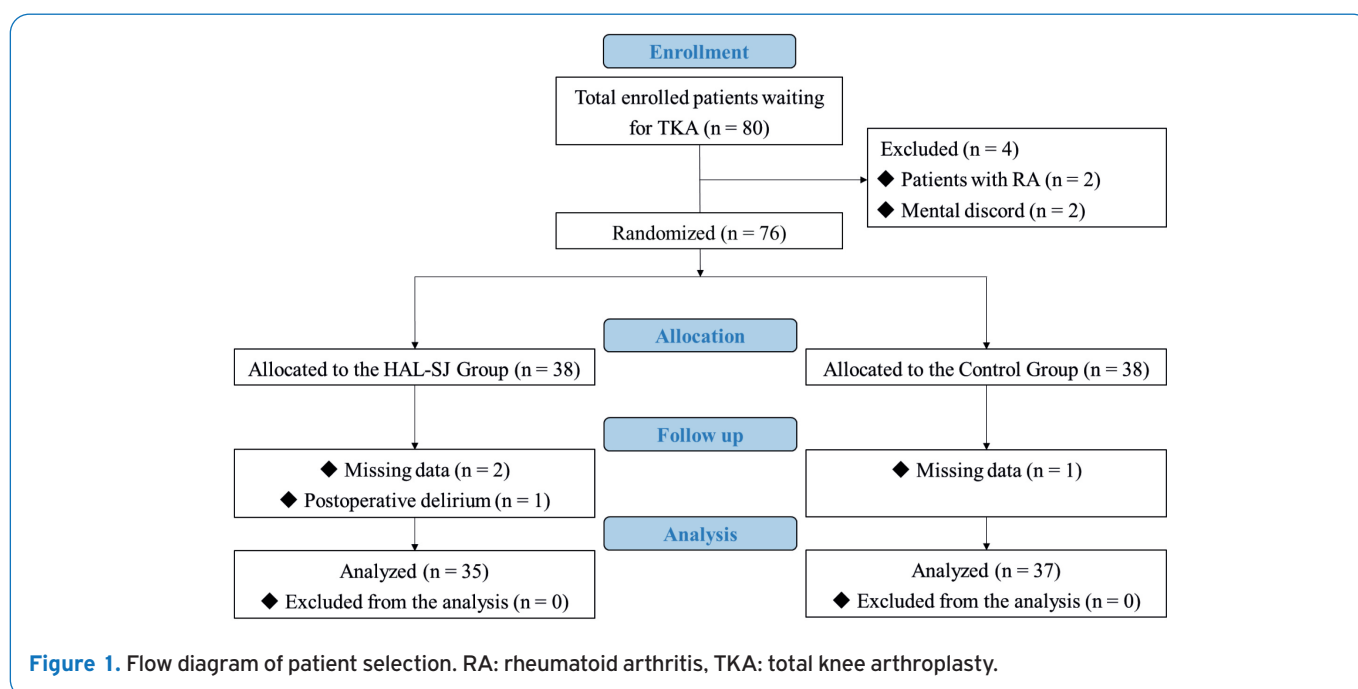 Enrollment
Total enrolled patients waiting
for TKA (n = 80)
Excluded (n = 4)
◆ Patients with RA (n = 2)
◆ Mental discord (n = 2)
Randomized (n = 76)
Allocation
Allocated to the HAL-SJ Group (n = 38)
Allocated to the Control Group (n = 38)
Follow up
◆ Missing data (n = 2)
◆ Postoperative delirium (n = 1)
◆ Missing data (n = 1)
Analysis
Analyzed (n = 35)
◆ Excluded from the analysis (n = 0)
Analyzed (n = 37)
◆ Excluded from the analysis (n = 0)
Figure 1. Flow diagram of patient selection. RA: rheumatoid arthritis, TKA: total knee arthroplasty.